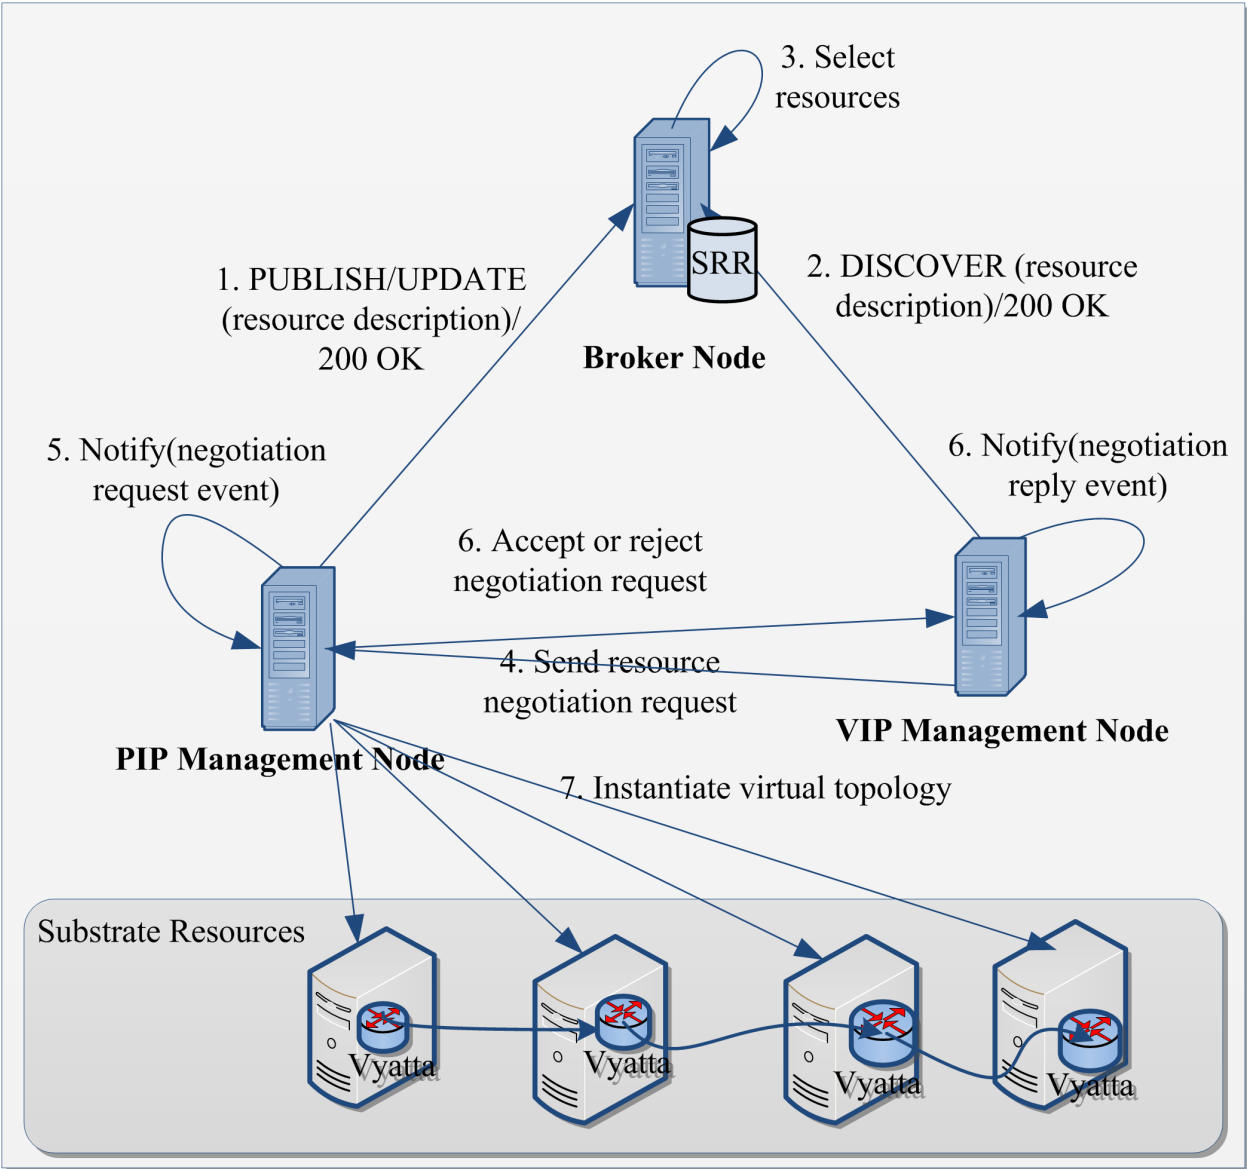 3. Select
resources
SRR
1. PUBLISH/UPDATE
(resource description)/
200 OK
2. DISCOVER (resource
description)/200 OK
Broker Node
5. Notify(negotiation
request event)
6. Notify(negotiation
reply event)
6. Accept or reject
negotiation request
4. Send resource
negotiation request
PIP Management Node
VIP Management Node
7. Instantiate virtual topology
Substrate Resources
Vyatta
Vyatta
Vyatta
Vyatta